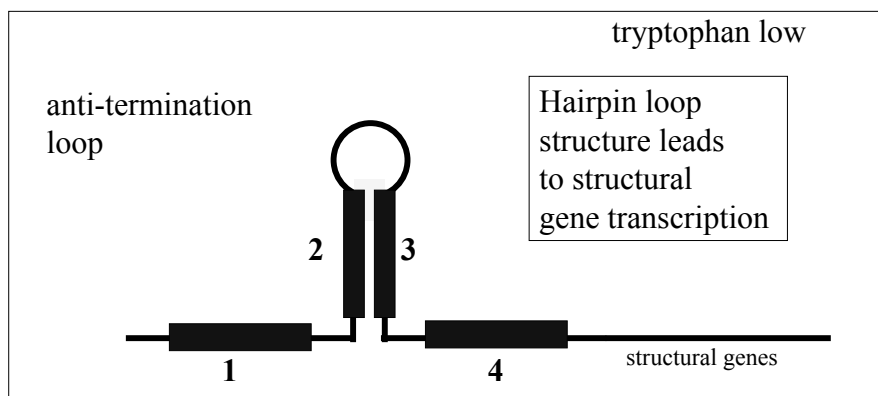 tryptophan low
anti-termination
loop
Hairpin loop
structure leads
to structural
gene transcription
2
3
1
4
structural genes